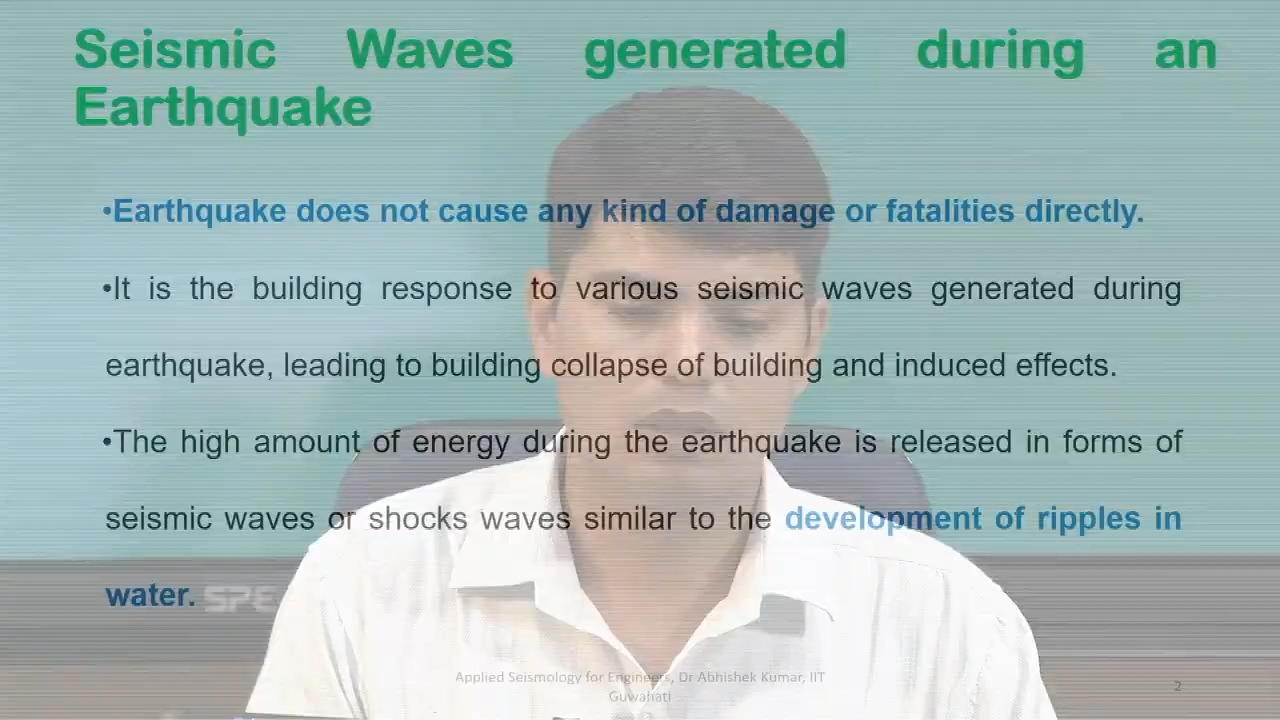 Seismic Waves generated during an
Earthquake
•Earthquake does not cause any kind of damage or fatalities directly.
•It is the building response to various seismic waves generated during
earthquake, leading to building collapse of building and induced effects.
•The high amount of energy during the earthquake is released in forms of
seismic waves or shocks waves similar to the development of ripples in
water.
SPE
Applied Seismology for Engineers, Dr Abhishek Kumar, IIT
Guwahati
2